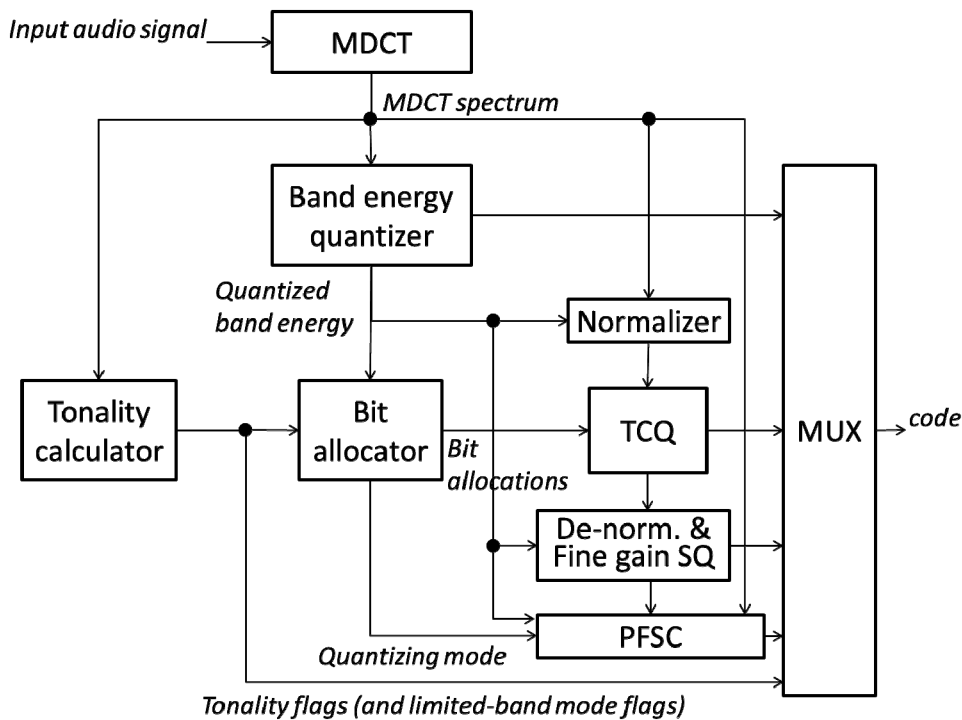 Input audio signal
MDCT
MDCT spectrum
Band energy
quantizer
Quantized
band energy
Normalizer
Tonality
calculator
Bit
allocator
Bit
allocations
TCQ
MUX
code
De-norm. &
Fine gain SQ
PFSC
Quantizing mode
Tonality flags (and limited-band mode flags)